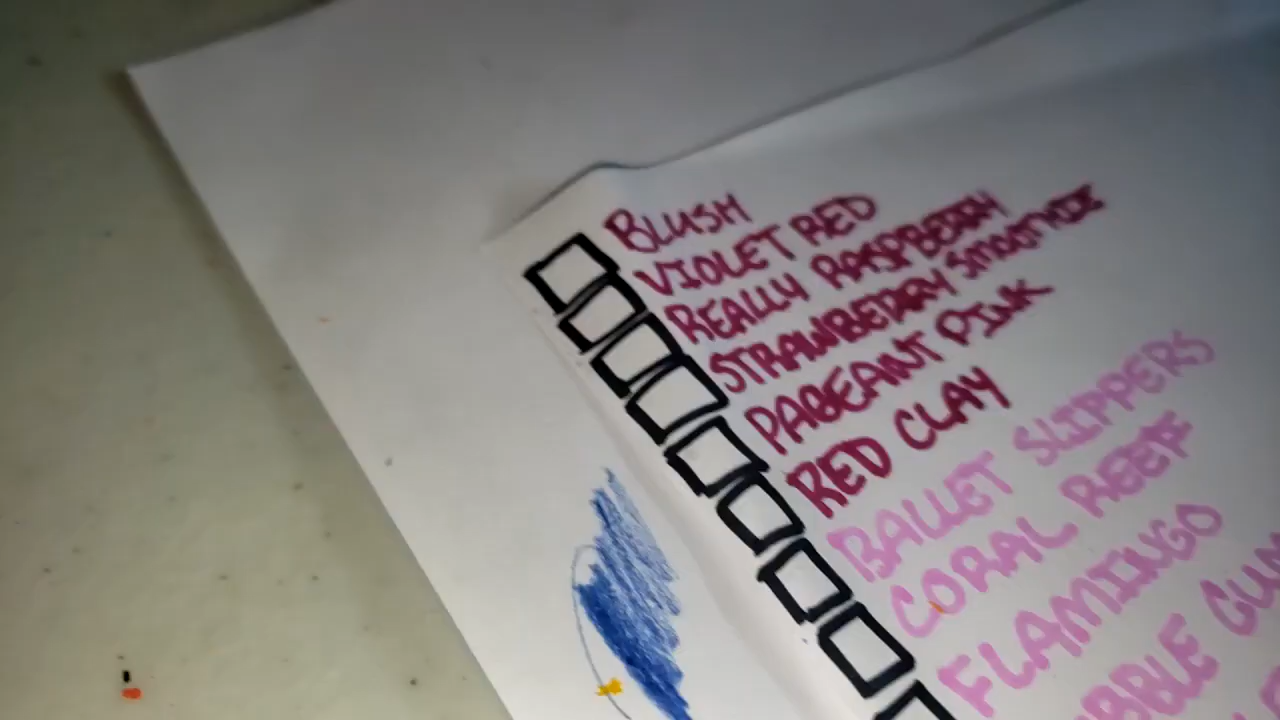 BLUSH
VIOLET RED
REALLY RASPBERRY
STRAWBERRY SMOOTHIE
PAGEANT PINK
RED CLAY
BALLET SLIPPERS
CORAL REEF
FLAMINGO